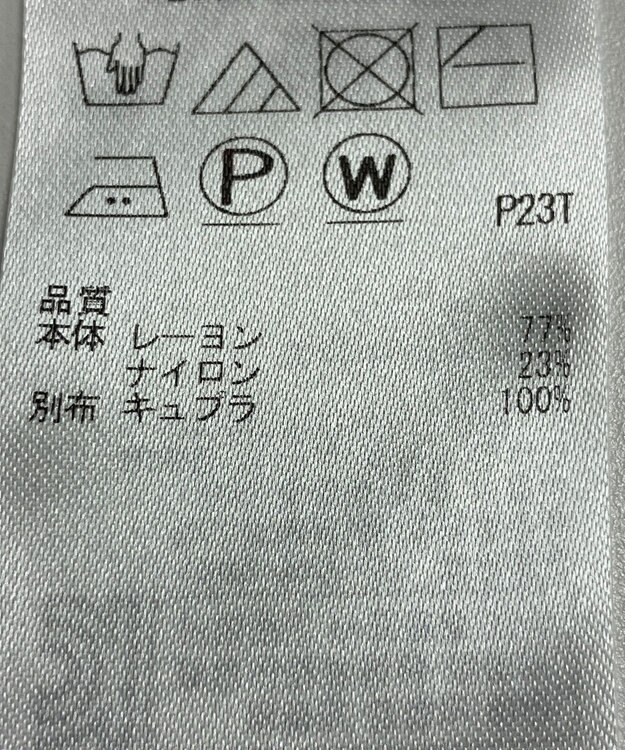 P
W
P23T
品質
本体 レーヨン 77%
ナイロン 23%
別布 キュプラ 100%